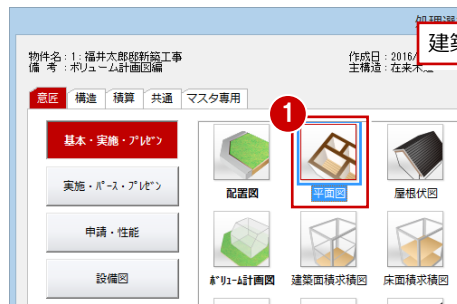 処理選
建築
物件名：1：福井太郎邸新築工事
備　考：ボリューム計画図編
作成日：2016/
主構造：在来木造
意匠 構造 積算 共通 マスタ専用
1
基本・実施・ﾌﾟﾚｾﾞﾝ
実施・ﾊﾟｰｽ・ﾌﾟﾚｾﾞﾝ
申請・性能
設備図
配置図 平面図 屋根伏図
ﾎﾞﾘｭｰﾑ計画図 建築面積求積図 床面積求積図